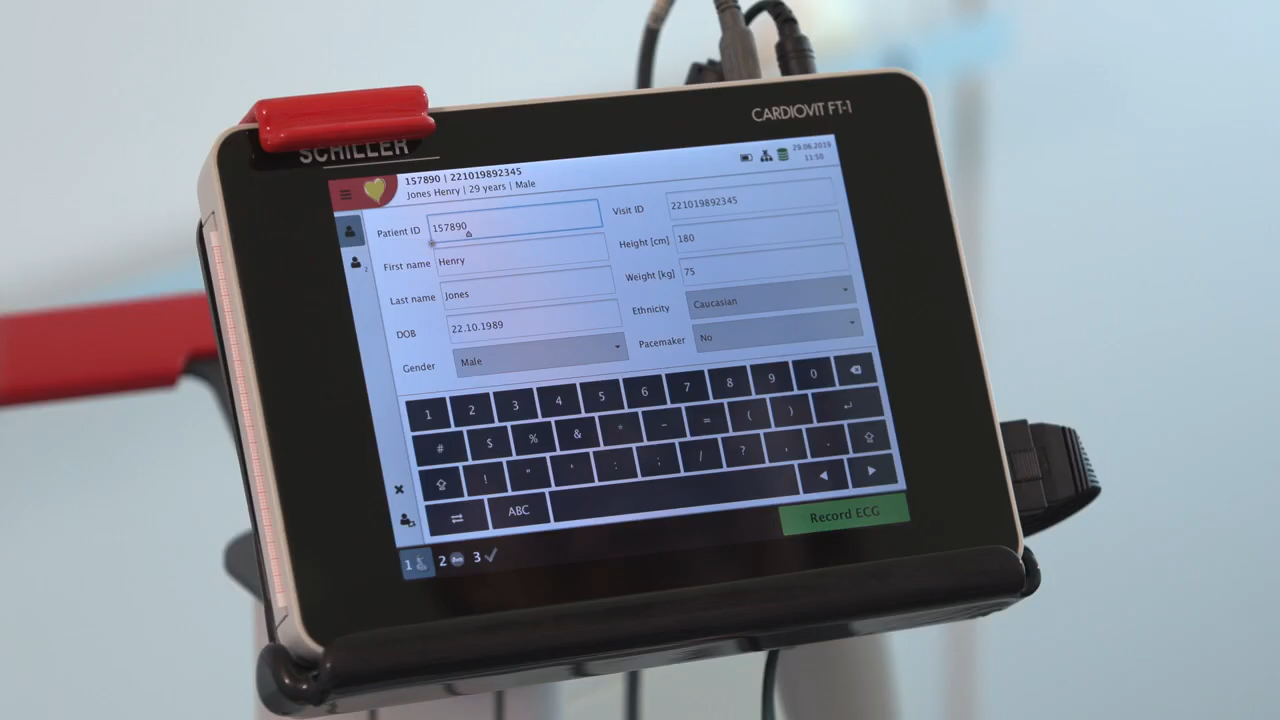 CARDIOVIT FT-1
SCHILLER
157890 | 221019892345
Jones Henry | 29 years | Male
29.06.2019
11:50
Patient ID 157890
Visit ID 221019892345
First name Henry
Height [cm] 180
Last name Jones
Weight [kg] 75
DOB 22.10.1989
Ethnicity Caucasian
Gender Male
Pacemaker No
2
1 2 3 4 5 6 7 8 9 0
# $ % & * - = ( )
! " ' : ; / ? , .
ABC
Record ECG
1 2 3